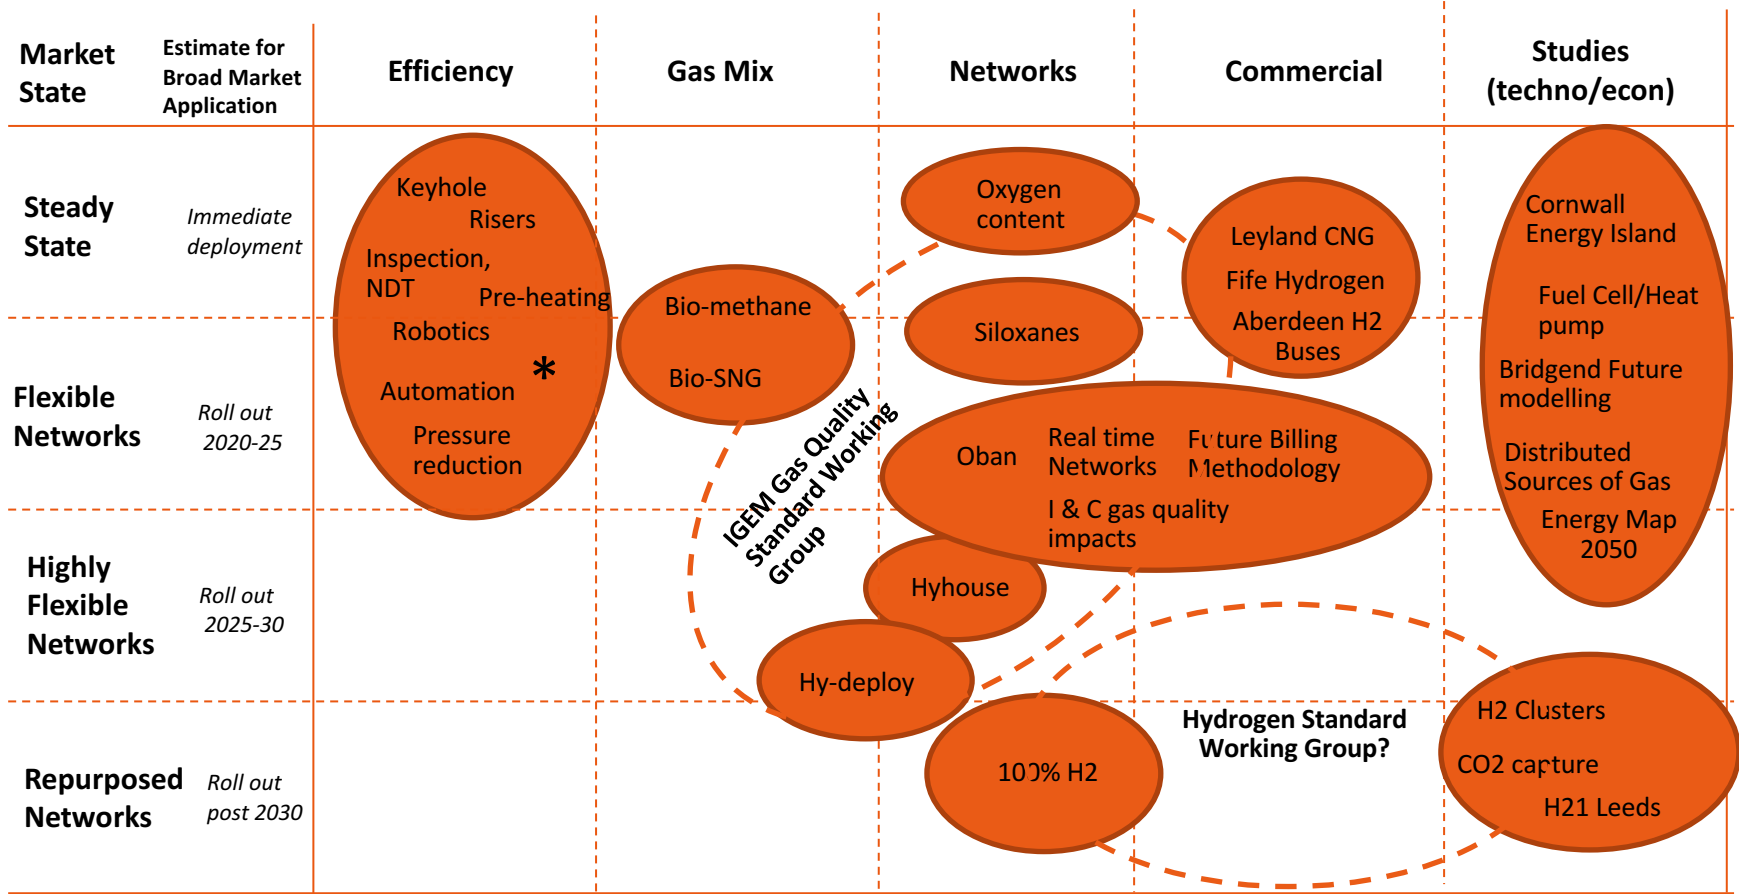 Market
State
Estimate for
Broad Market
Application
Efficiency
Gas Mix
Networks
Commercial
Studies
(techno/econ)
Steady
State
Immediate
deployment
Keyhole
Risers
Inspection,
NDT
Pre-heating
Robotics
*
Automation
Pressure
reduction
Bio-methane
Bio-SNG
Oxygen
content
Siloxanes
Leyland CNG
Fife Hydrogen
Aberdeen H2
Buses
Cornwall
Energy Island
Fuel Cell/Heat
pump
Bridgend Future
modelling
Distributed
Sources of Gas
Energy Map
2050
Flexible
Networks
Roll out
2020-25
IGEM Gas Quality
Standard Working
Group
Oban
Real time
Networks
Future Billing
Methodology
I & C gas quality
impacts
Highly
Flexible
Networks
Roll out
2025-30
Hyhouse
Hy-deploy
Repurposed
Networks
Roll out
post 2030
100% H2
Hydrogen Standard
Working Group?
H2 Clusters
CO2 capture
H21 Leeds